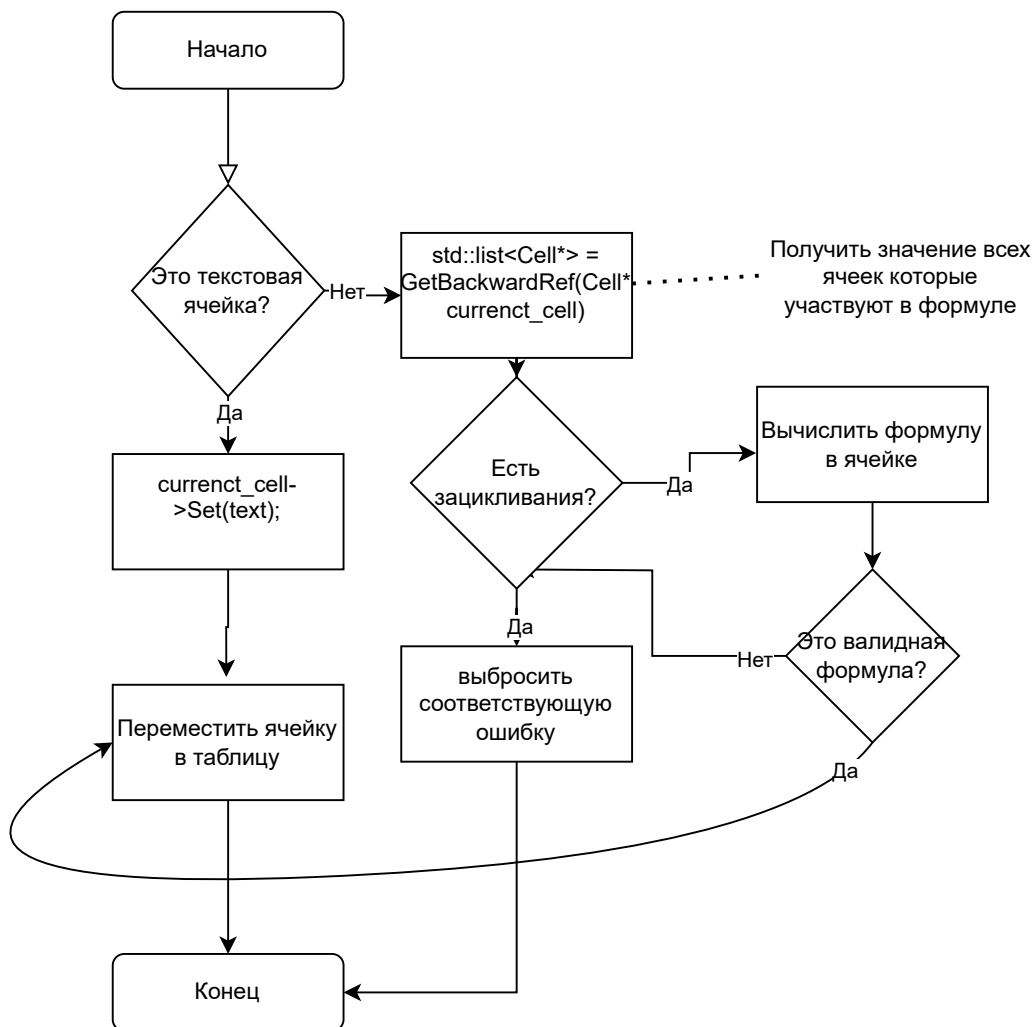 Начало
Это текстовая
ячейка?
Нет
std::list<Cell*> =
GetBackwardRef(Cell*
currenct_cell)
Получить значение всех
ячеек которые
участвуют в формуле
Да
currenct_cell-
>Set(text);
Есть
зацикливания?
Да
Вычислить формулу
в ячейке
Да
Нет
Это валидная
формула?
выбросить
соответствующую
ошибку
Переместить ячейку
в таблицу
Да
Конец